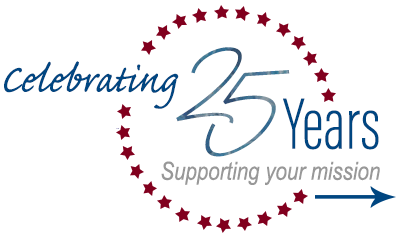 Celebrating
25
Years
Supporting your mission